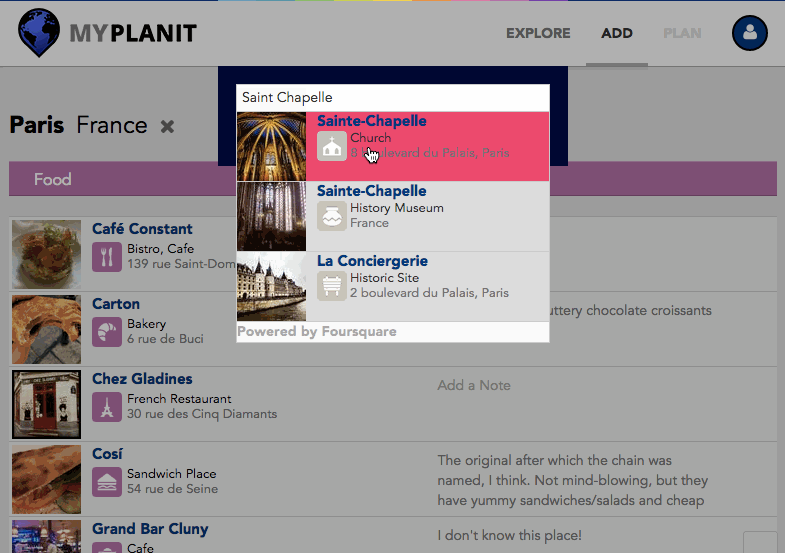 MYPLANIT
EXPLORE
ADD
PLAN
Saint Chapelle
Sainte-Chapelle
Church
8 boulevard du Palais, Paris
Sainte-Chapelle
History Museum
France
La Conciergerie
Historic Site
2 boulevard du Palais, Paris
Powered by Foursquare
Paris France
Food
Café Constant
Bistro, Cafe
139 rue Saint-Dom
Carton
Bakery
6 rue de Buci
uttery chocolate croissants
Chez Gladines
French Restaurant
30 rue des Cinq Diamants
Add a Note
Cosí
Sandwich Place
54 rue de Seine
The original after which the chain was
named, I think. Not mind-blowing, but they
have yummy sandwiches/salads and cheap
Grand Bar Cluny
Cafe
I don't know this place!